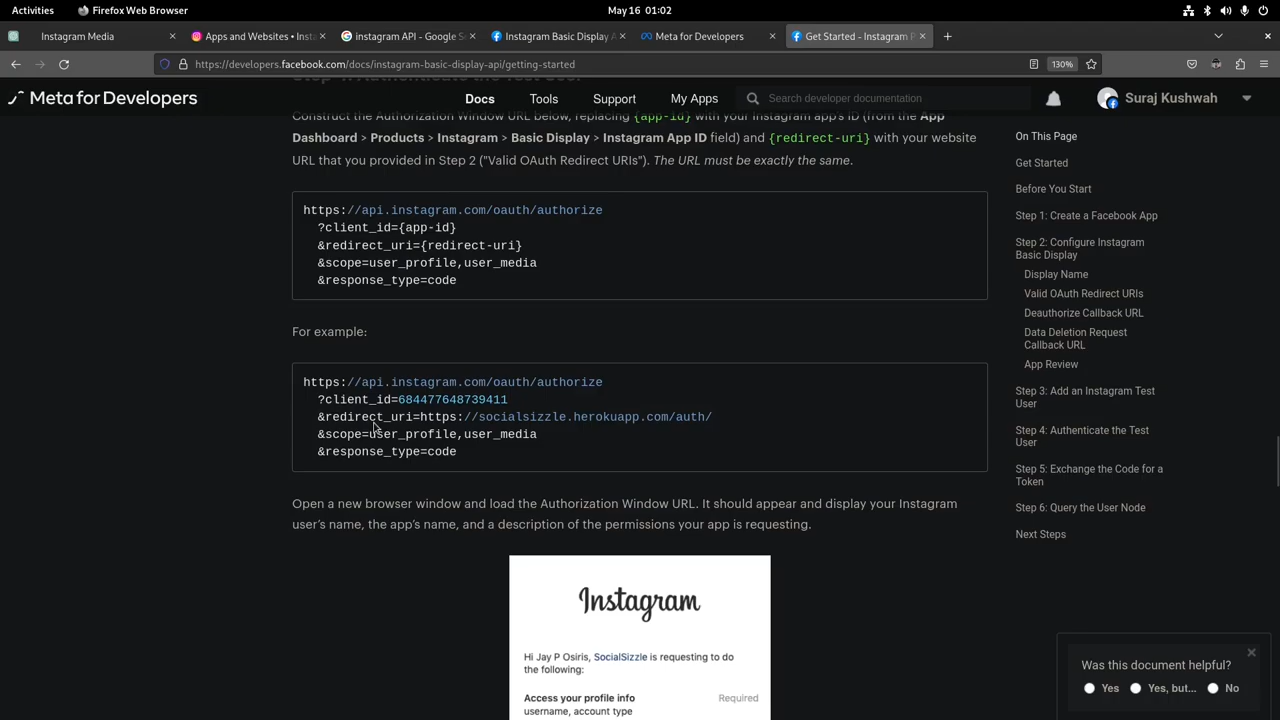 Activities
Firefox Web Browser
May 16 01:02
Instagram Media
Apps and Websites • Insta
instagram API - Google S
Instagram Basic Display A
Meta for Developers
Get Started - Instagram P
https://developers.facebook.com/docs/instagram-basic-display-api/getting-started
130%
Meta for Developers
Docs
Tools
Support
My Apps
Search developer documentation
Suraj Kushwah
Step 4: Authenticate the Test User
Construct the Authorization Window URL below, replacing {app-id} with your Instagram app's ID (from the App
Dashboard > Products > Instagram > Basic Display > Instagram App ID field) and {redirect-uri} with your website
URL that you provided in Step 2 ("Valid OAuth Redirect URIs"). The URL must be exactly the same.
https://api.instagram.com/oauth/authorize
?client_id={app-id}
&redirect_uri={redirect-uri}
&scope=user_profile,user_media
&response_type=code
For example:
https://api.instagram.com/oauth/authorize
?client_id=684477648739411
&redirect_uri=https://socialsizzle.herokuapp.com/auth/
&scope=user_profile,user_media
&response_type=code
Open a new browser window and load the Authorization Window URL. It should appear and display your Instagram
user's name, the app's name, and a description of the permissions your app is requesting.
Instagram
Hi Jay P Osiris, SocialSizzle is requesting to do
the following:
Access your profile info Required
username, account type
On This Page
Get Started
Before You Start
Step 1: Create a Facebook App
Step 2: Configure Instagram
Basic Display
Display Name
Valid OAuth Redirect URIs
Deauthorize Callback URL
Data Deletion Request
Callback URL
App Review
Step 3: Add an Instagram Test
User
Step 4: Authenticate the Test
User
Step 5: Exchange the Code for a
Token
Step 6: Query the User Node
Next Steps
Was this document helpful?
Yes
Yes, but...
No